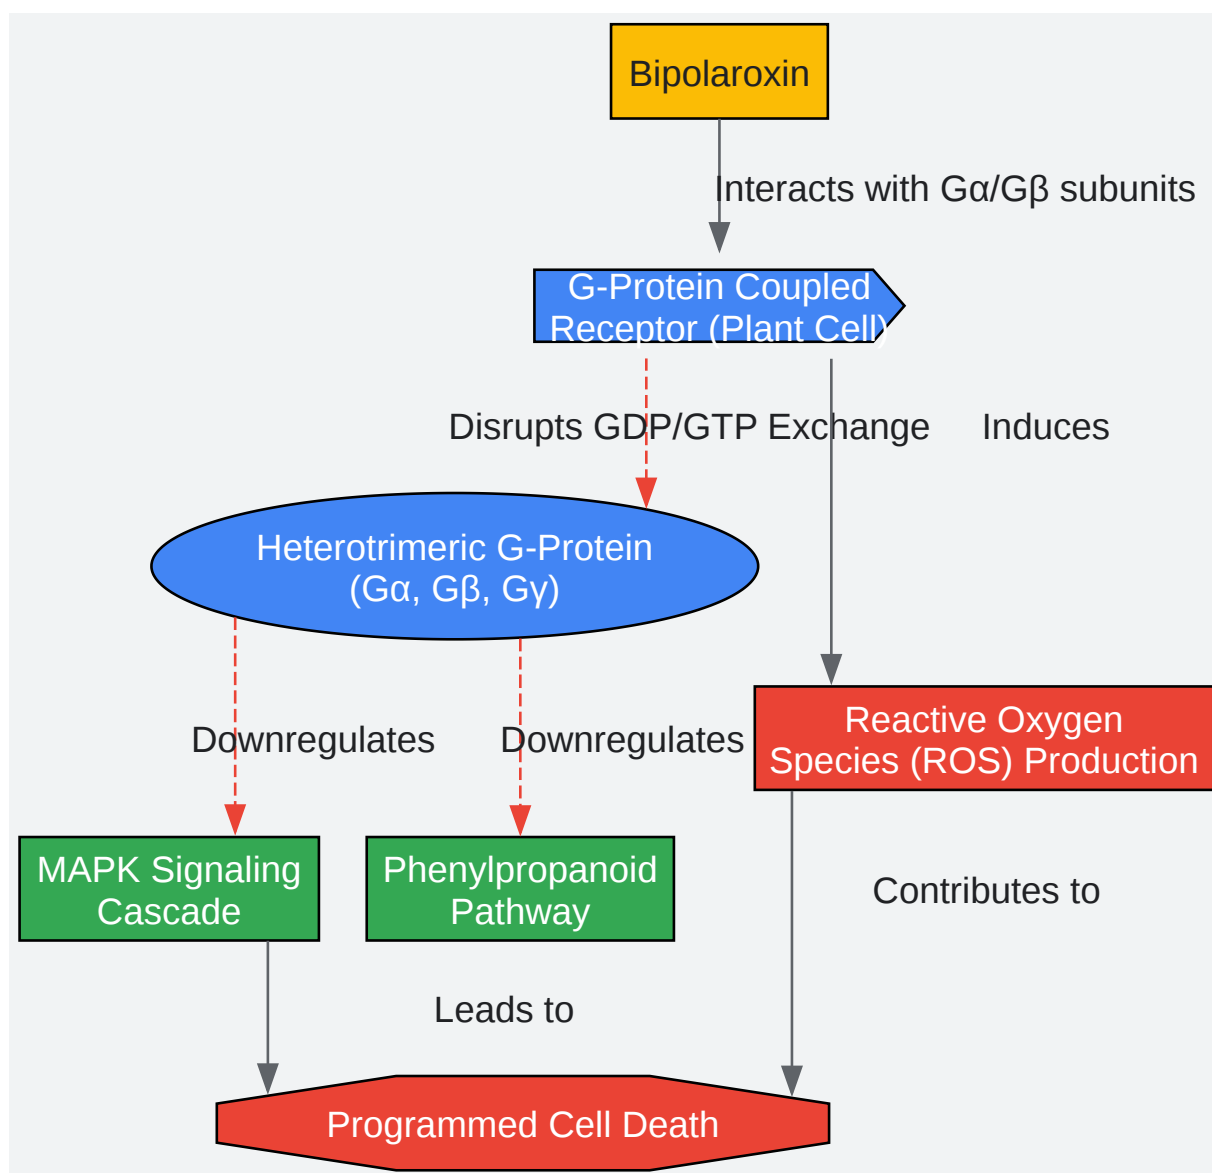 Bipolaroxin
Interacts with Gα/Gβ subunits
G-Protein Coupled
Receptor (Plant Cell)
Disrupts GDP/GTP Exchange
Induces
Heterotrimeric G-Protein
(Gα, Gβ, Gγ)
Downregulates
Downregulates
Reactive Oxygen
Species (ROS) Production
MAPK Signaling
Cascade
Phenylpropanoid
Pathway
Contributes to
Leads to
Programmed Cell Death